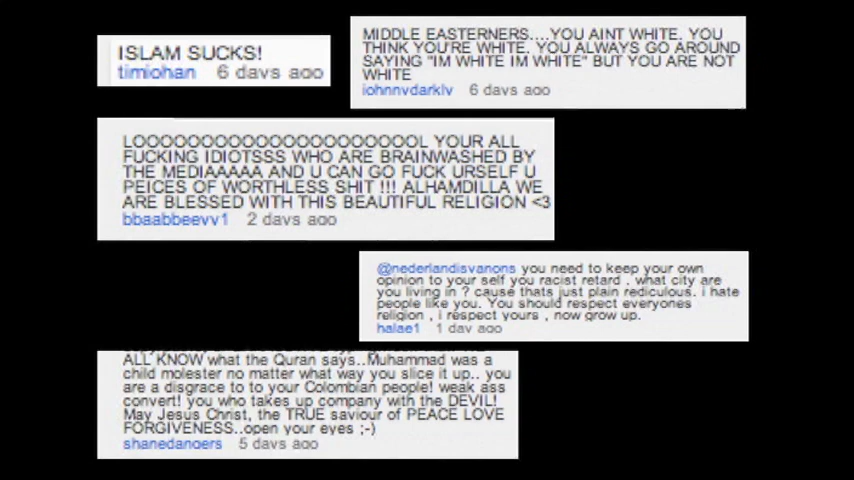 ISLAM SUCKS!
timiohan 6 days ago
MIDDLE EASTERNERS....YOU AINT WHITE. YOU
THINK YOU'RE WHITE. YOU ALWAYS GO AROUND
SAYING "IM WHITE IM WHITE" BUT YOU ARE NOT
WHITE
johnnydarkly 6 days ago
LOOOOOOOOOOOOOOOOOOOOOOL YOUR ALL
FUCKING IDIOTSSS WHO ARE BRAINWASHED BY
THE MEDIAAAAA AND U CAN GO FUCK URSELF U
PEICES OF WORTHLESS SHIT !!! ALHAMDILLA WE
ARE BLESSED WITH THIS BEAUTIFUL RELIGION <3
bbaabbeevv1 2 days ago
@nederlandisvanons you need to keep your own
opinion to your self you racist retard . what city are
you living in ? cause thats just plain rediculous. i hate
people like you. You should respect everyones
religion , i respect yours , now grow up.
halae1 1 day ago
ALL KNOW what the Quran says..Muhammad was a
child molester no matter what way you slice it up.. you
are a disgrace to to your Colombian people! weak ass
convert! you who takes up company with the DEVIL!
May Jesus Christ, the TRUE saviour of PEACE LOVE
FORGIVENESS..open your eyes ;-)
shanedangers 5 days ago